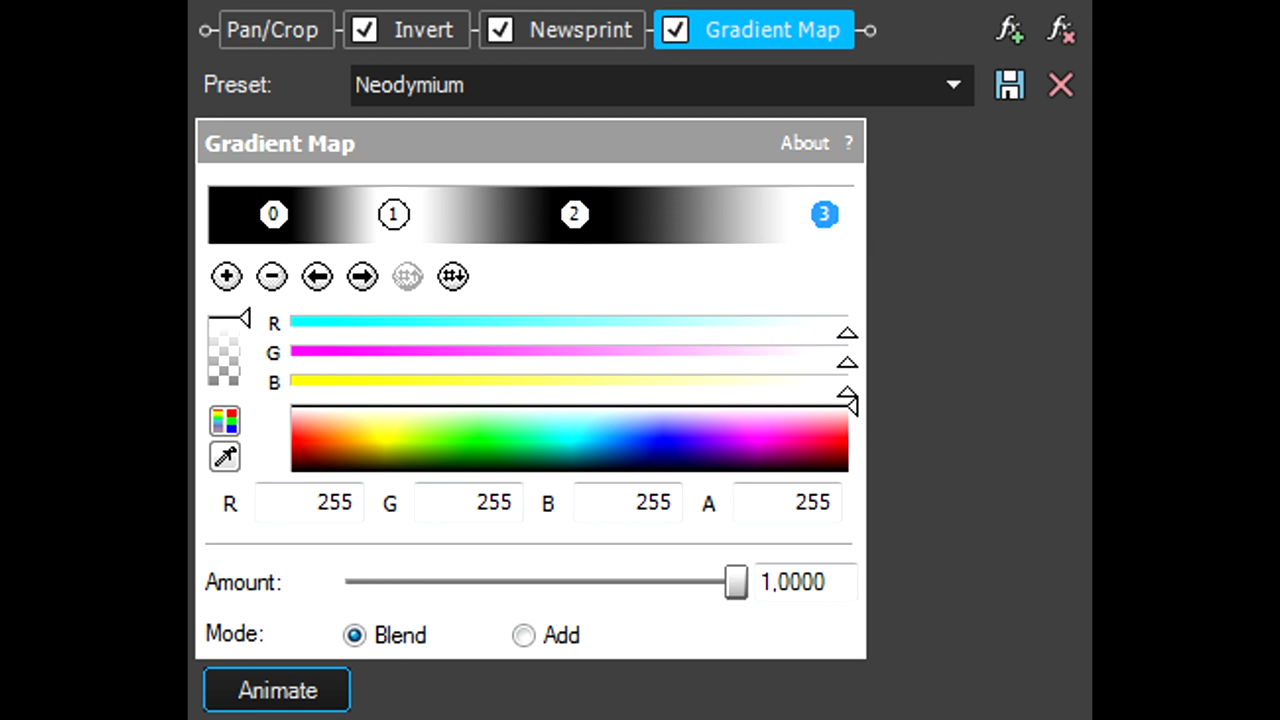 Pan/Crop Invert Newsprint Gradient Map
Preset: Neodymium
Gradient Map About ?
0 1 2 3
R
G
B
R 255 G 255 B 255 A 255
Amount: 1,0000
Mode: Blend Add
Animate